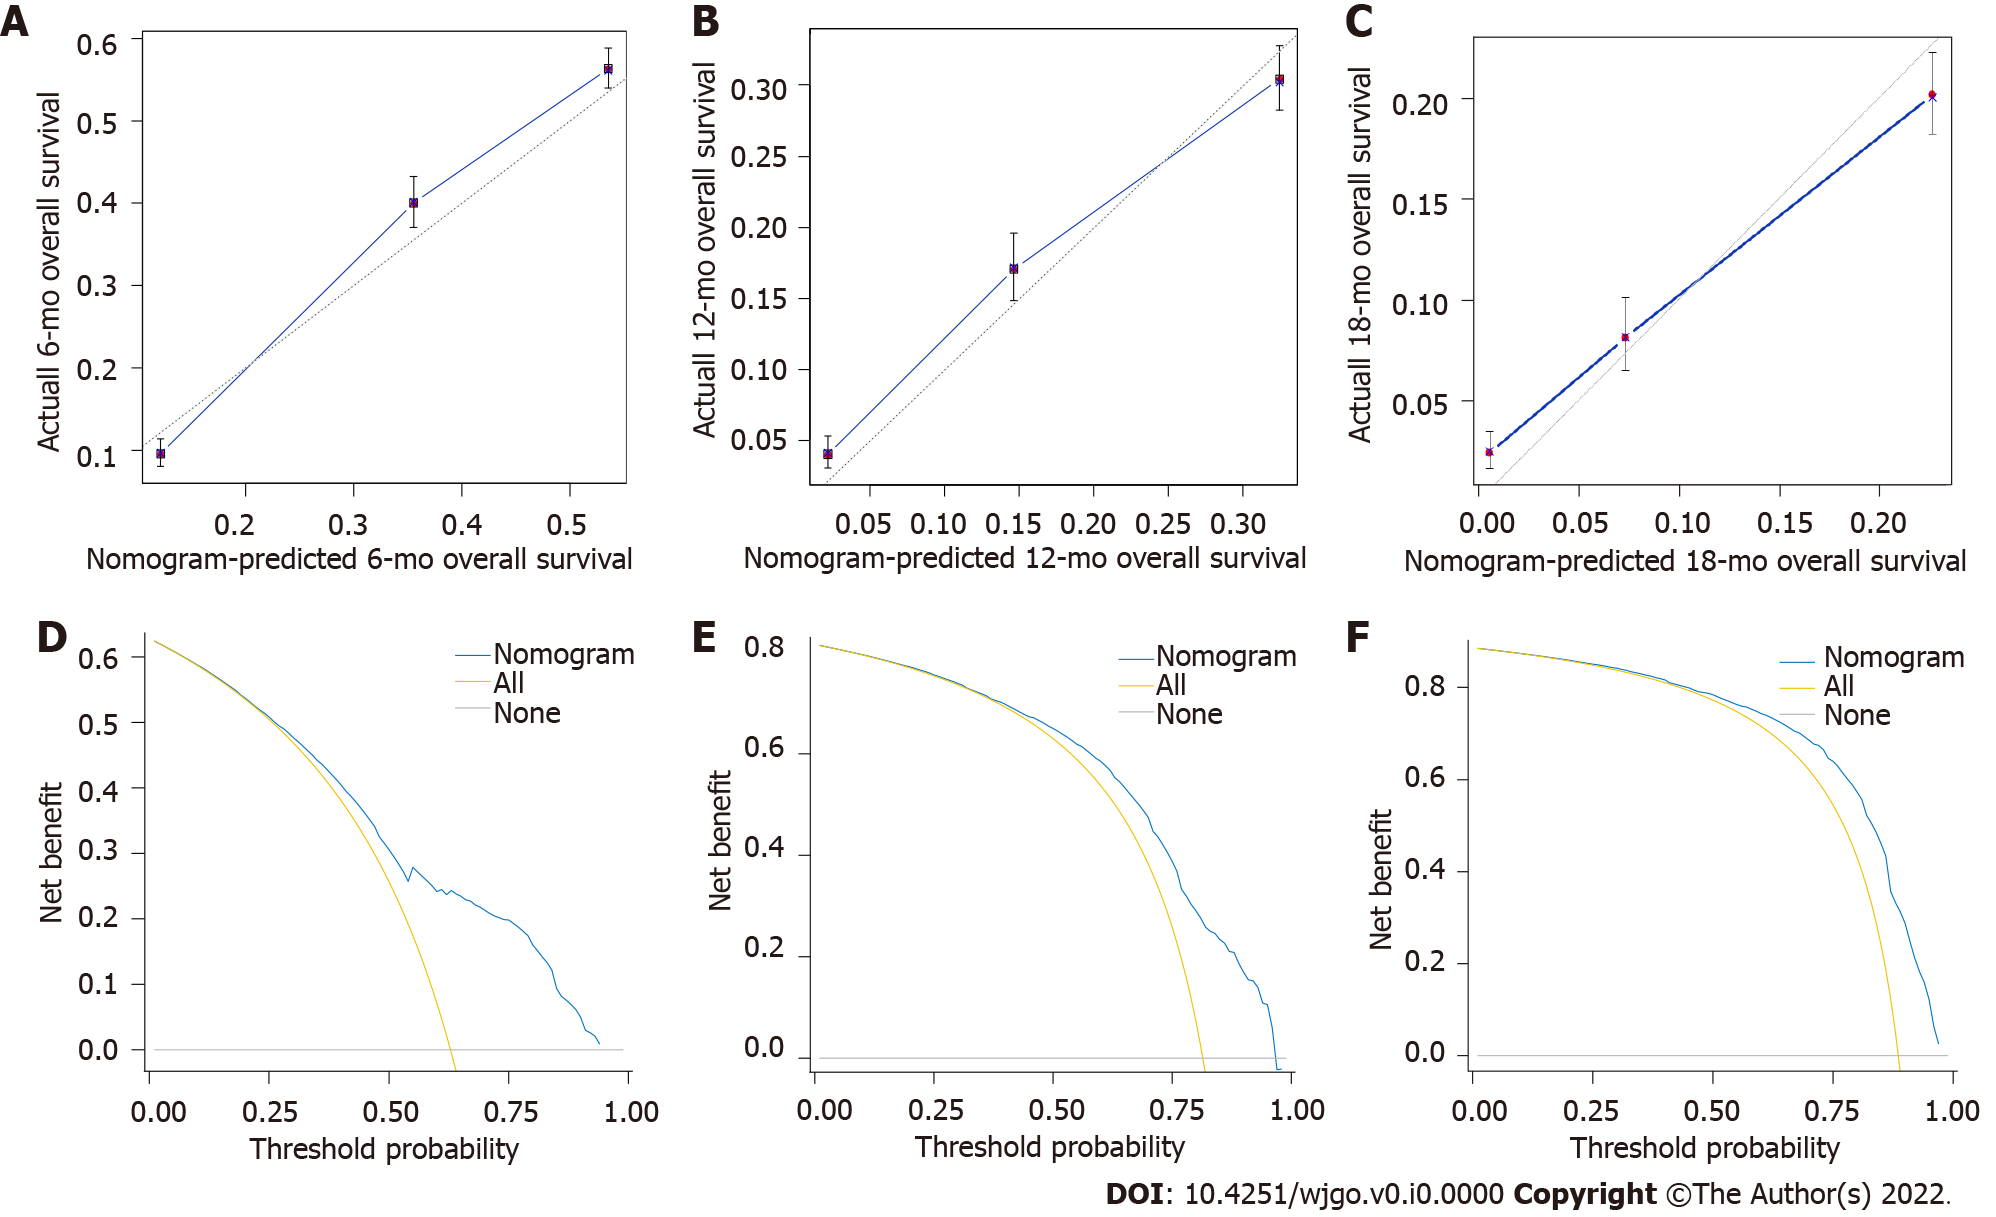 A
Actuall 6-mo overall survival
0.6
0.5
0.4
0.3
0.2
0.1
0.2 0.3 0.4 0.5
Nomogram-predicted 6-mo overall survival
B
Actuall 12-mo overall survival
0.30
0.25
0.20
0.15
0.10
0.05
0.05 0.10 0.15 0.20 0.25 0.30
Nomogram-predicted 12-mo overall survival
C
Actuall 18-mo overall survival
0.20
0.15
0.10
0.05
0.00 0.05 0.10 0.15 0.20
Nomogram-predicted 18-mo overall survival
D
Net benefit
0.6
0.5
0.4
0.3
0.2
0.1
0.0
Nomogram
All
None
0.00 0.25 0.50 0.75 1.00
Threshold probability
E
Net benefit
0.8
0.6
0.4
0.2
0.0
Nomogram
All
None
0.00 0.25 0.50 0.75 1.00
Threshold probability
F
Net benefit
0.8
0.6
0.4
0.2
0.0
Nomogram
All
None
0.00 0.25 0.50 0.75 1.00
Threshold probability
DOI: 10.4251/wjgo.v0.i0.0000 Copyright ©The Author(s) 2022.